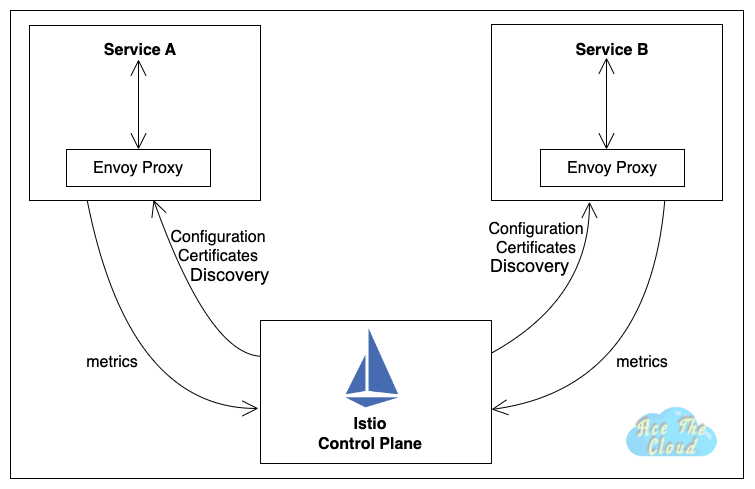 Service A
Envoy Proxy
Service B
Envoy Proxy
Configuration
Certificates
Discovery
Configuration
Certificates
Discovery
metrics
metrics
Istio
Control Plane
Ace The
Cloud